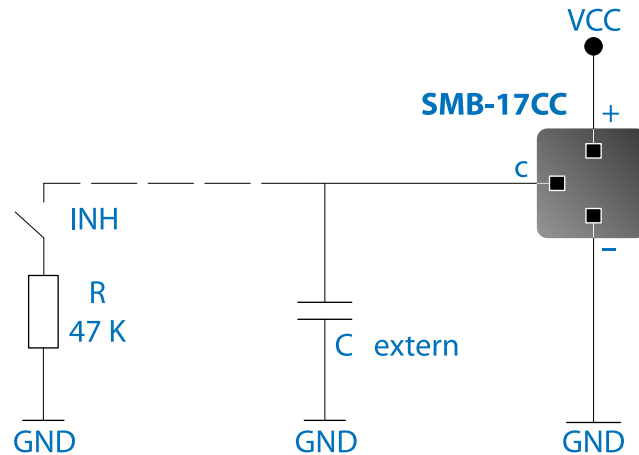 VCC
SMB-17CC
+
c
INH
–
R
47 K
C extern
GND
GND
GND